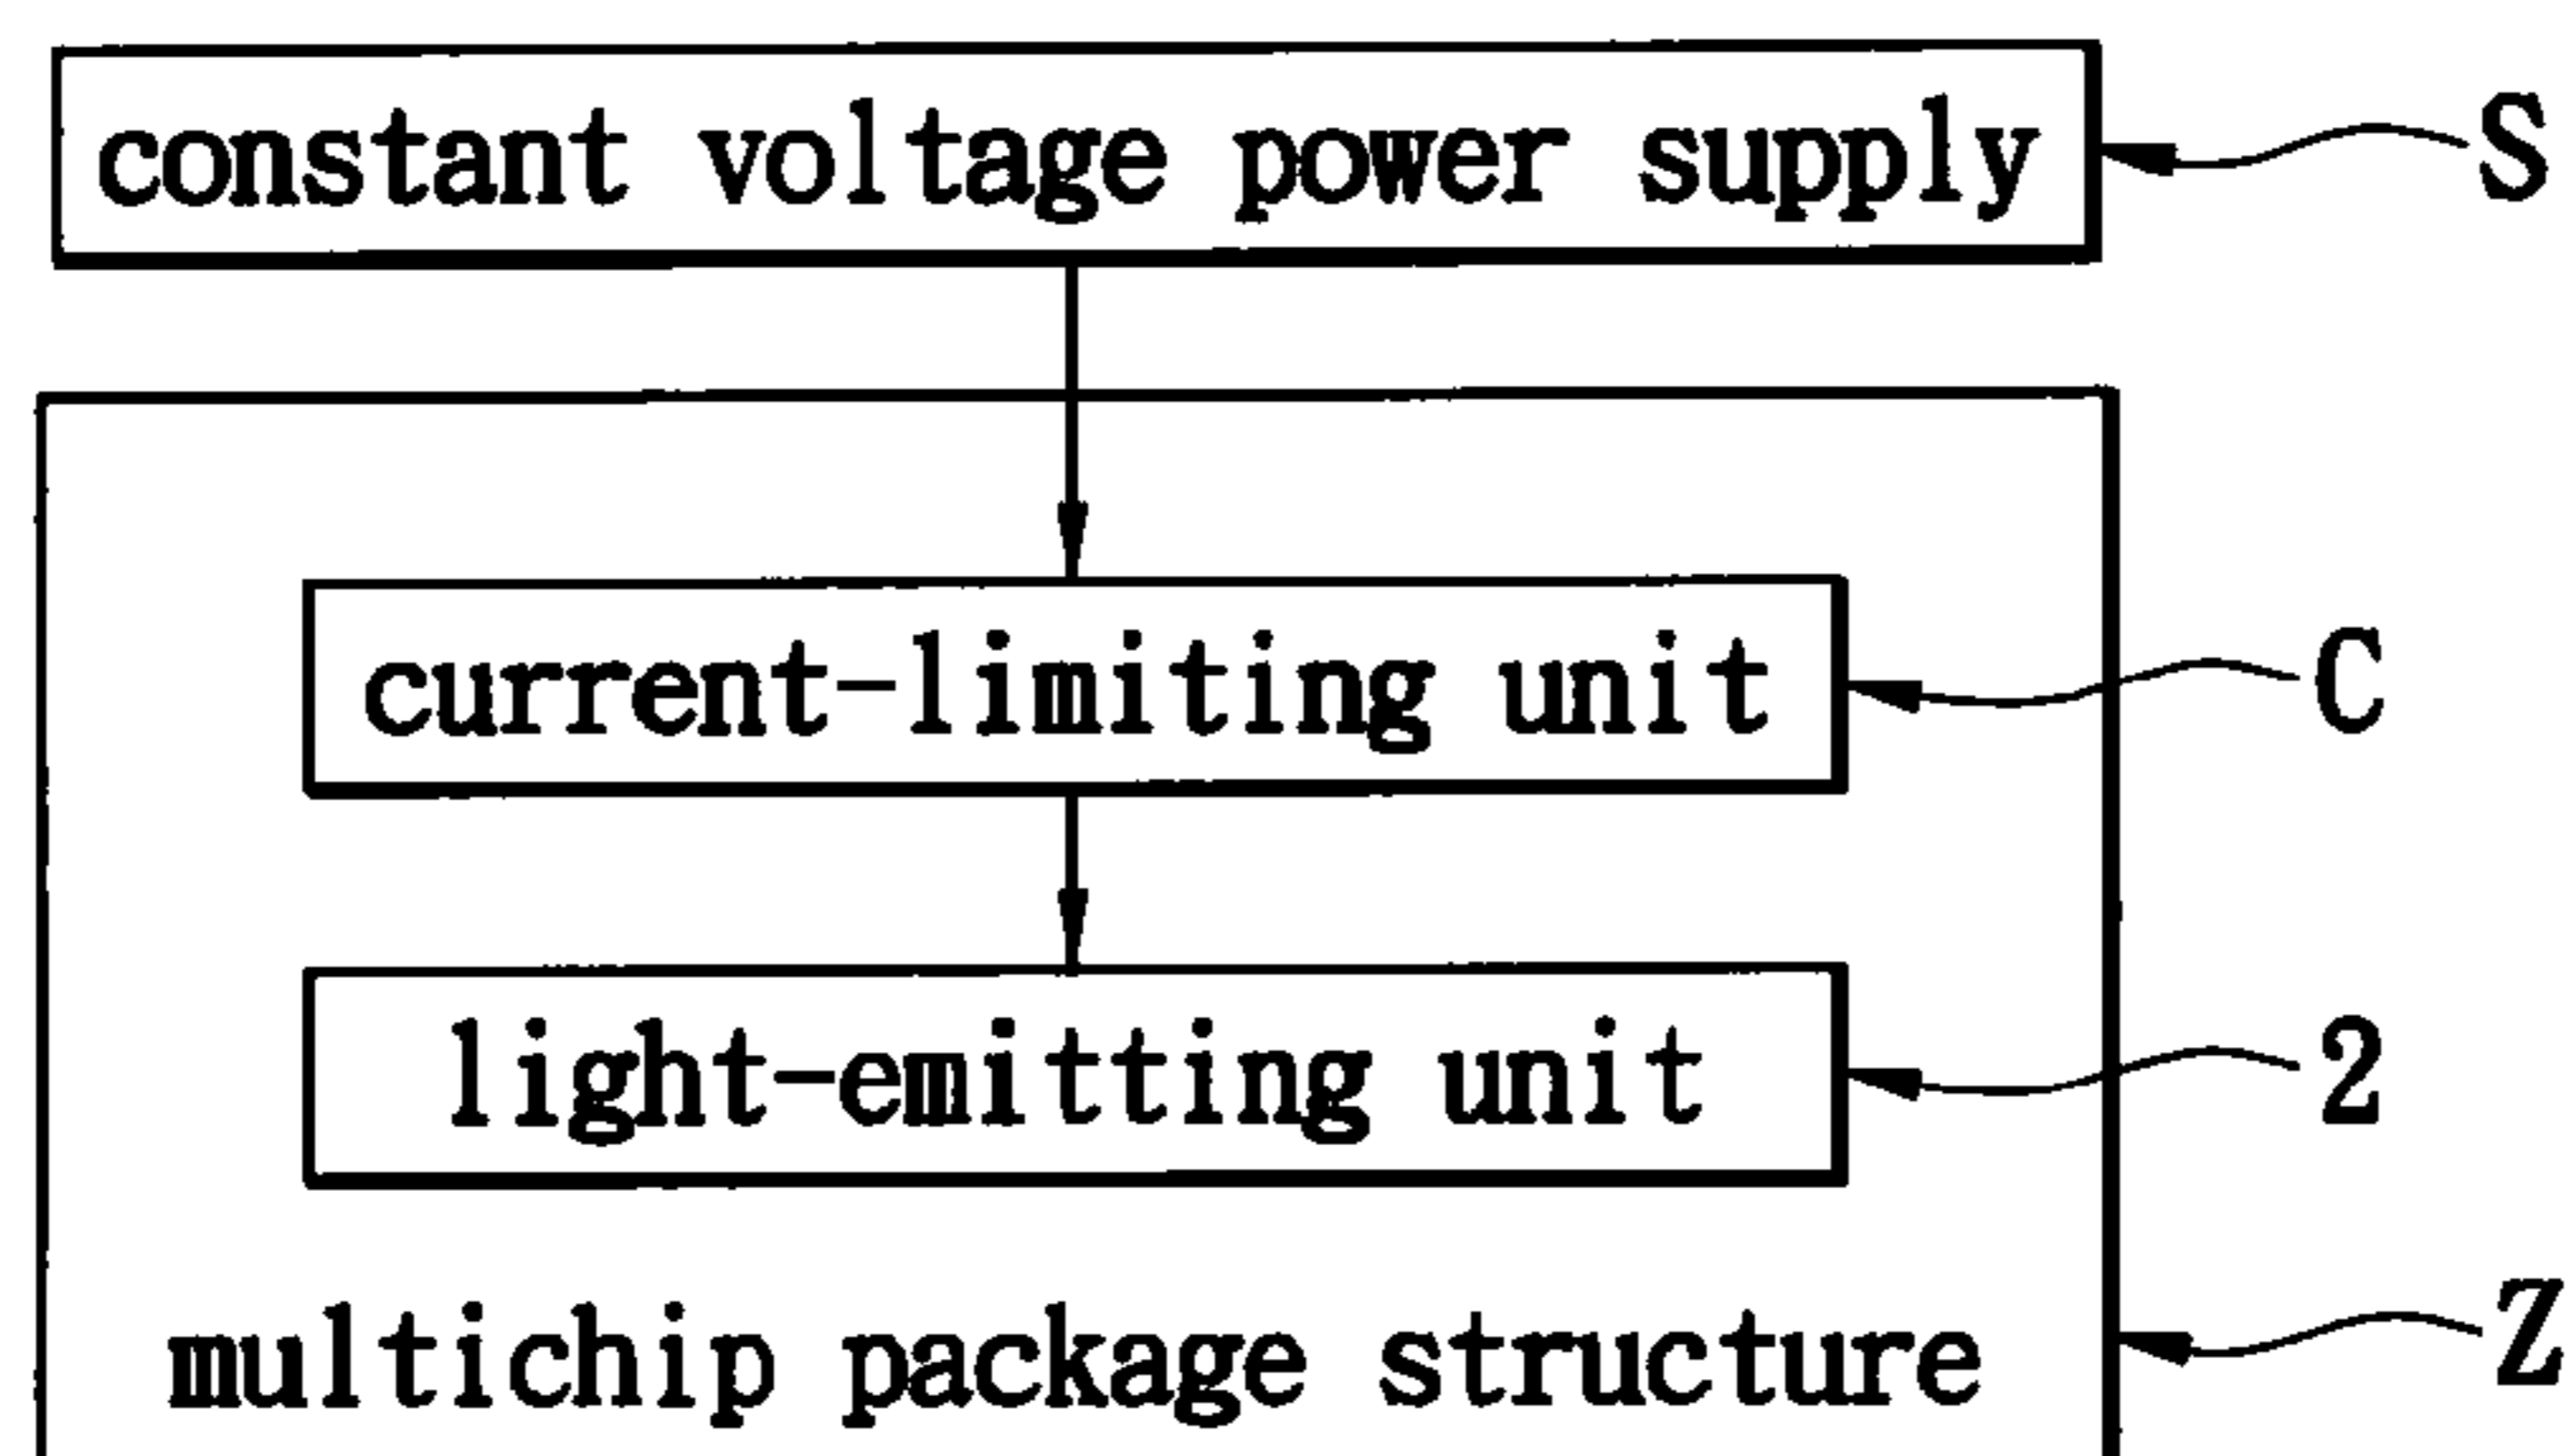 constant voltage power supply S
current-limiting unit C
light-emitting unit 2
multichip package structure Z